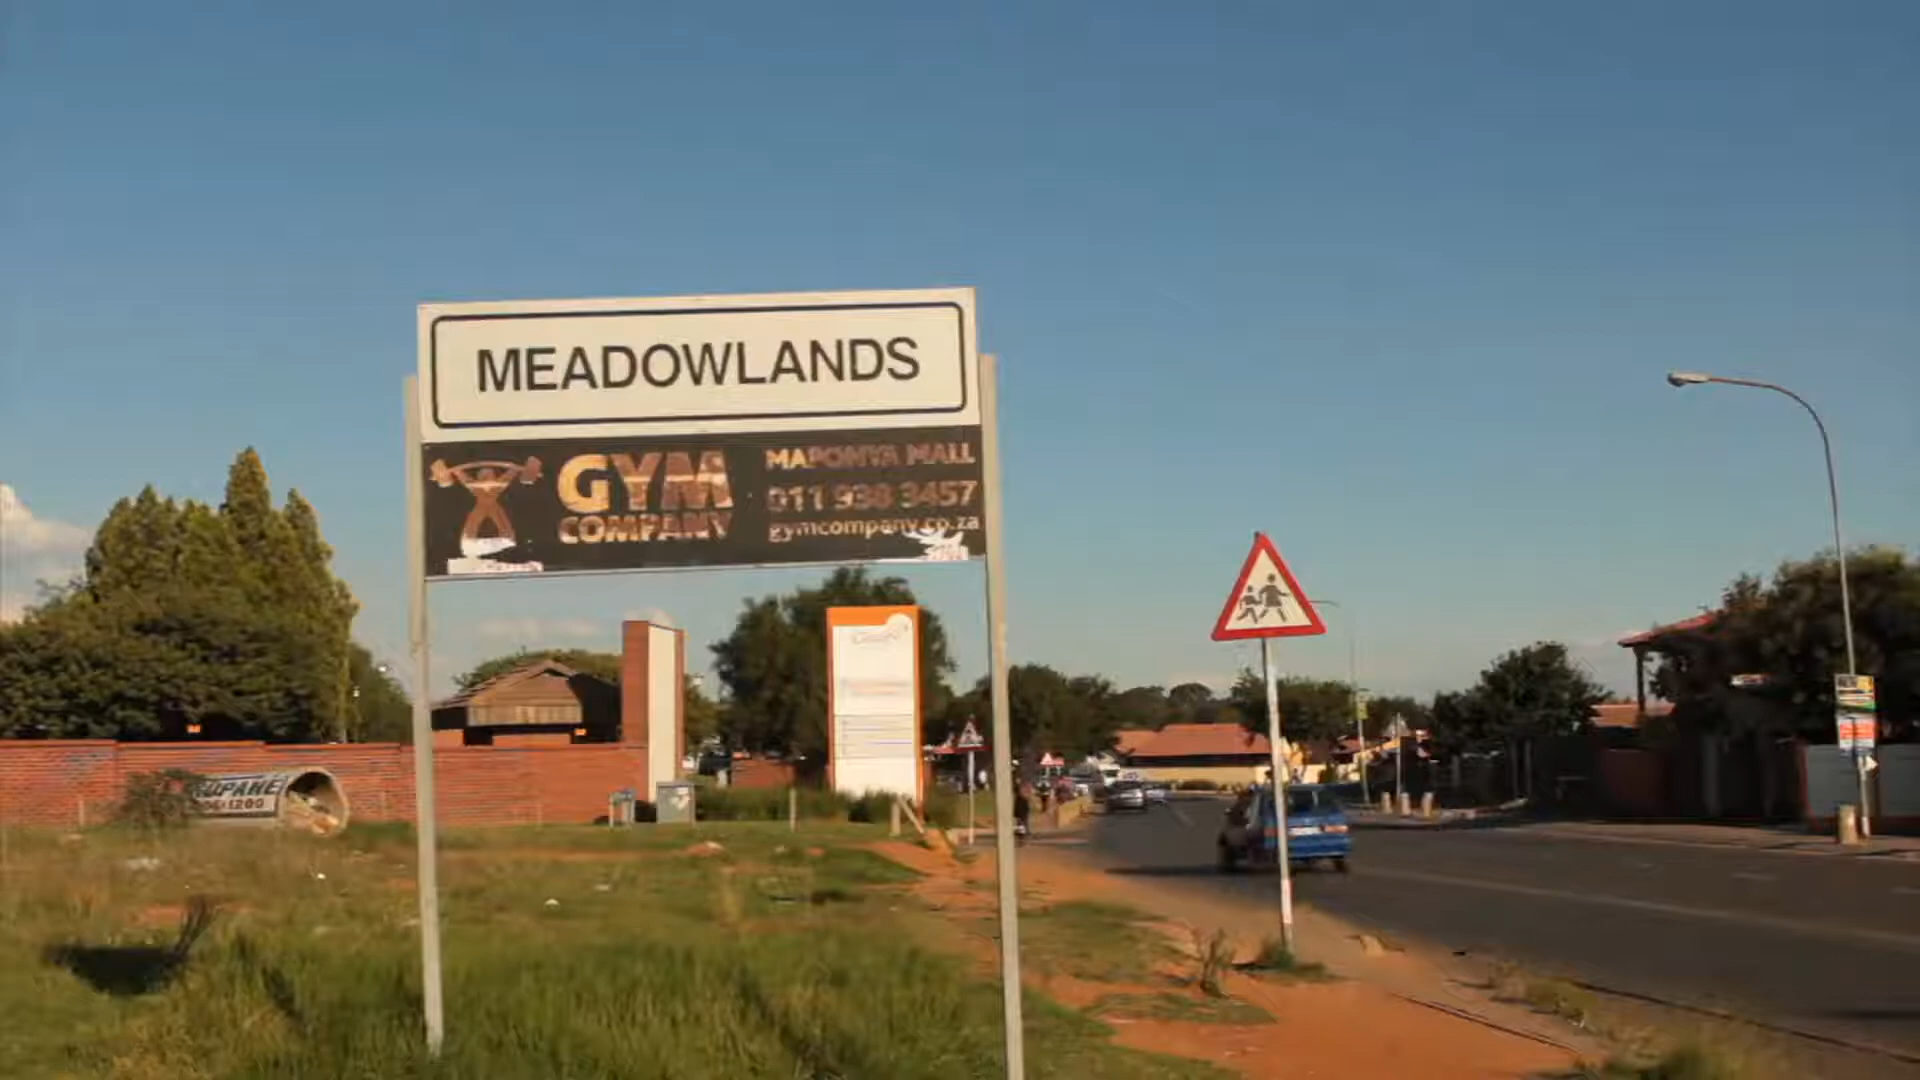 MEADOWLANDS
GYM
COMPANY
MAPONYA MALL
011 938 3457
gymcompany.co.za